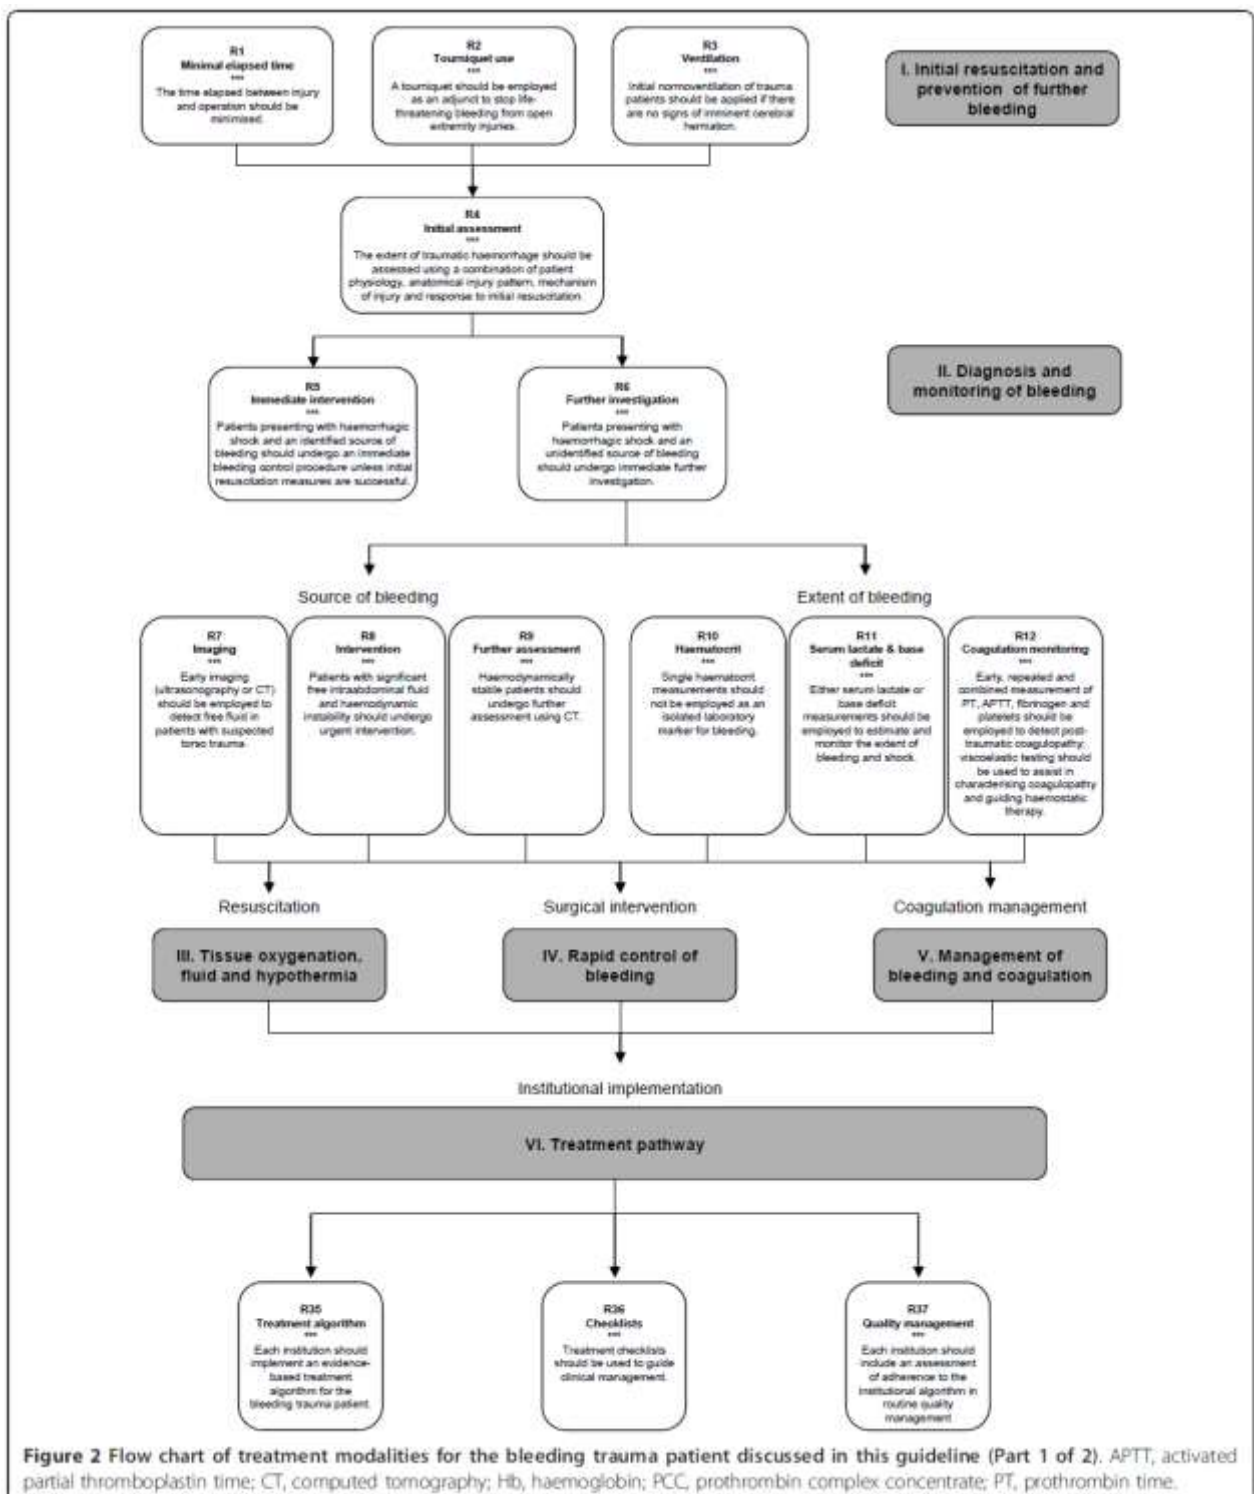 R1
Minimal elapsed time
***
The time elapsed between injury
and operation should be
minimised.
R2
Tourniquet use
***
A tourniquet should be employed
as an adjunct to stop life-
threatening bleeding from open
extremity injuries.
R3
Ventilation
***
Initial normoventilation of trauma
patients should be applied if there
are no signs of imminent cerebral
herniation.
I. Initial resuscitation and
prevention of further
bleeding
R4
Initial assessment
***
The extent of traumatic haemorrhage should be
assessed using a combination of patient
physiology, anatomical injury pattern, mechanism
of injury and response to initial resuscitation.
II. Diagnosis and
monitoring of bleeding
R5
Immediate intervention
***
Patients presenting with haemorrhagic
shock and an identified source of
bleeding should undergo an immediate
bleeding control procedure unless initial
resuscitation measures are successful.
R6
Further investigation
***
Patients presenting with
haemorrhagic shock and an
unidentified source of bleeding
should undergo immediate further
investigation.
Source of bleeding
Extent of bleeding
R7
Imaging
***
Early imaging
(ultrasonography or CT) should
be employed to
detect free fluid in
patients with suspected
torso trauma.
R8
Intervention
***
Patients with significant
free intraabdominal fluid
and haemodynamic
instability should undergo
urgent intervention.
R9
Further assessment
***
Haemodynamically
stable patients should
undergo further
assessment using CT.
R10
Haematocrit
***
Single haematocrit
measurements should
not be employed as an
isolated laboratory
marker for bleeding.
R11
Serum lactate & base
deficit
***
Either serum lactate or
base deficit
measurements should be
employed to estimate and
monitor the extent of
bleeding and shock.
R12
Coagulation monitoring
***
Early, repeated and
combined measurement of
PT, APTT, fibrinogen and
platelets should be
employed to detect post-
traumatic coagulopathy;
viscoelastic testing should
be used to assist in
characterising coagulopathy
and guiding haemostatic
therapy.
Resuscitation
Surgical intervention
Coagulation management
III. Tissue oxygenation,
fluid and hypothermia
IV. Rapid control of
bleeding
V. Management of
bleeding and coagulation
Institutional implementation
VI. Treatment pathway
R35
Treatment algorithm
***
Each institution should
implement an evidence-
based treatment
algorithm for the
bleeding trauma patient.
R36
Checklists
***
Treatment checklists
should be used to guide
clinical management.
R37
Quality management
***
Each institution should
include an assessment
of adherence to the
institutional algorithm in
routine quality
management
Figure 2 Flow chart of treatment modalities for the bleeding trauma patient discussed in this guideline (Part 1 of 2). APTT, activated
partial thromboplastin time; CT, computed tomography; Hb, haemoglobin; PCC, prothrombin complex concentrate; PT, prothrombin time.